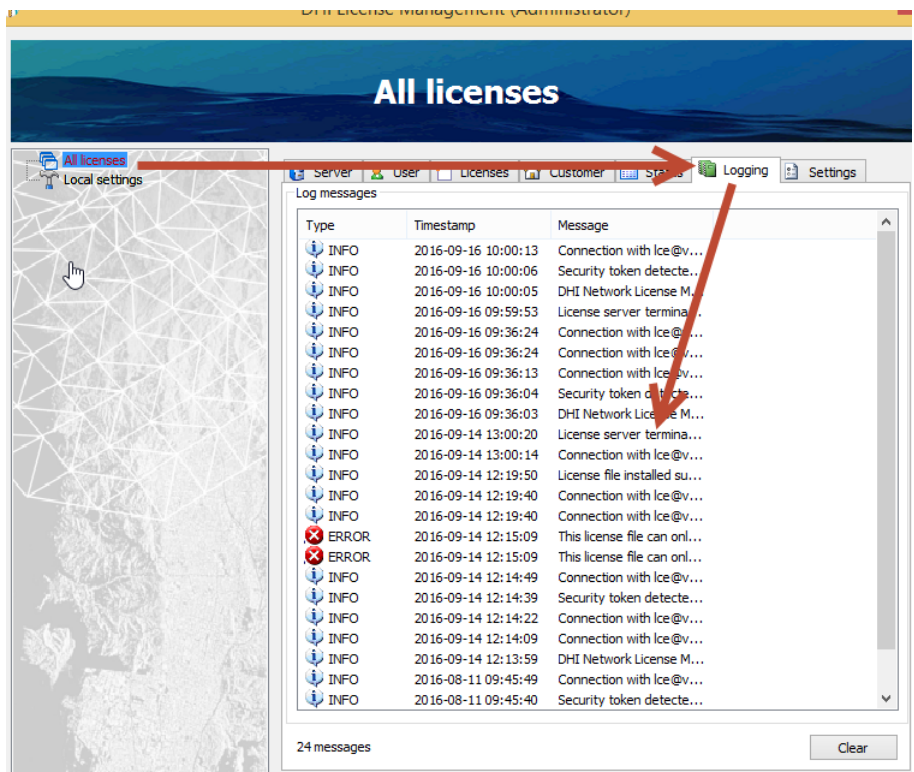 DHI License Management (Administrator)
All licenses
All licenses
Local settings
Server User Licenses Customer Status Logging Settings
Log messages
Type Timestamp Message
INFO 2016-09-16 10:00:13 Connection with lce@v...
INFO 2016-09-16 10:00:06 Security token detecte...
INFO 2016-09-16 10:00:05 DHI Network License M...
INFO 2016-09-16 09:59:53 License server termina...
INFO 2016-09-16 09:36:24 Connection with lce@v...
INFO 2016-09-16 09:36:24 Connection with lce@v...
INFO 2016-09-16 09:36:13 Connection with lce@v...
INFO 2016-09-16 09:36:04 Security token detecte...
INFO 2016-09-16 09:36:03 DHI Network License M...
INFO 2016-09-14 13:00:20 License server termina...
INFO 2016-09-14 13:00:14 Connection with lce@v...
INFO 2016-09-14 12:19:50 License file installed su...
INFO 2016-09-14 12:19:40 Connection with lce@v...
INFO 2016-09-14 12:19:40 Connection with lce@v...
ERROR 2016-09-14 12:15:09 This license file can onl...
ERROR 2016-09-14 12:15:09 This license file can onl...
INFO 2016-09-14 12:14:49 Connection with lce@v...
INFO 2016-09-14 12:14:39 Security token detecte...
INFO 2016-09-14 12:14:22 Connection with lce@v...
INFO 2016-09-14 12:14:09 Connection with lce@v...
INFO 2016-09-14 12:13:59 DHI Network License M...
INFO 2016-08-11 09:45:49 Connection with lce@v...
INFO 2016-08-11 09:45:40 Security token detecte...
24 messages
Clear